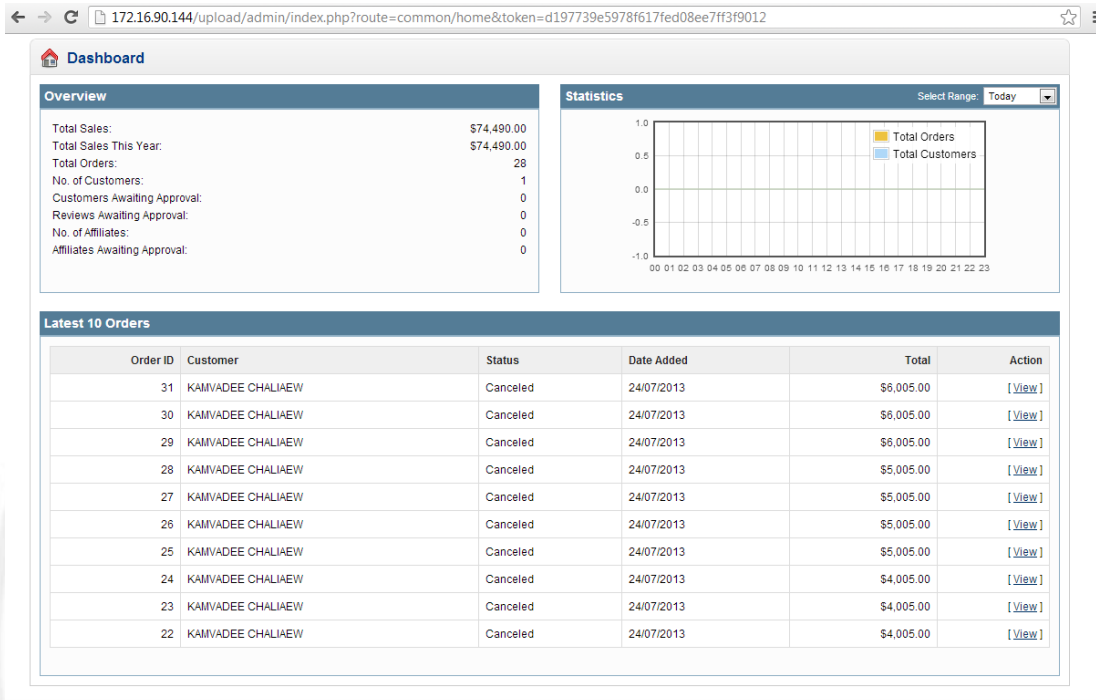 172.16.90.144/upload/admin/index.php?route=common/home&token=d197739e5978f617fed08ee7ff3f9012
Dashboard
Overview
Total Sales: $74,490.00
Total Sales This Year: $74,490.00
Total Orders: 28
No. of Customers: 1
Customers Awaiting Approval: 0
Reviews Awaiting Approval: 0
No. of Affiliates: 0
Affiliates Awaiting Approval: 0
Statistics Select Range: Today
Total Orders
Total Customers
1.0
0.5
0.0
-0.5
-1.0
00 01 02 03 04 05 06 07 08 09 10 11 12 13 14 15 16 17 18 19 20 21 22 23
Latest 10 Orders
Order ID Customer Status Date Added Total Action
31 KAMVADEE CHALIAEW Canceled 24/07/2013 $6,005.00 [ View ]
30 KAMVADEE CHALIAEW Canceled 24/07/2013 $6,005.00 [ View ]
29 KAMVADEE CHALIAEW Canceled 24/07/2013 $6,005.00 [ View ]
28 KAMVADEE CHALIAEW Canceled 24/07/2013 $5,005.00 [ View ]
27 KAMVADEE CHALIAEW Canceled 24/07/2013 $5,005.00 [ View ]
26 KAMVADEE CHALIAEW Canceled 24/07/2013 $5,005.00 [ View ]
25 KAMVADEE CHALIAEW Canceled 24/07/2013 $5,005.00 [ View ]
24 KAMVADEE CHALIAEW Canceled 24/07/2013 $4,005.00 [ View ]
23 KAMVADEE CHALIAEW Canceled 24/07/2013 $4,005.00 [ View ]
22 KAMVADEE CHALIAEW Canceled 24/07/2013 $4,005.00 [ View ]